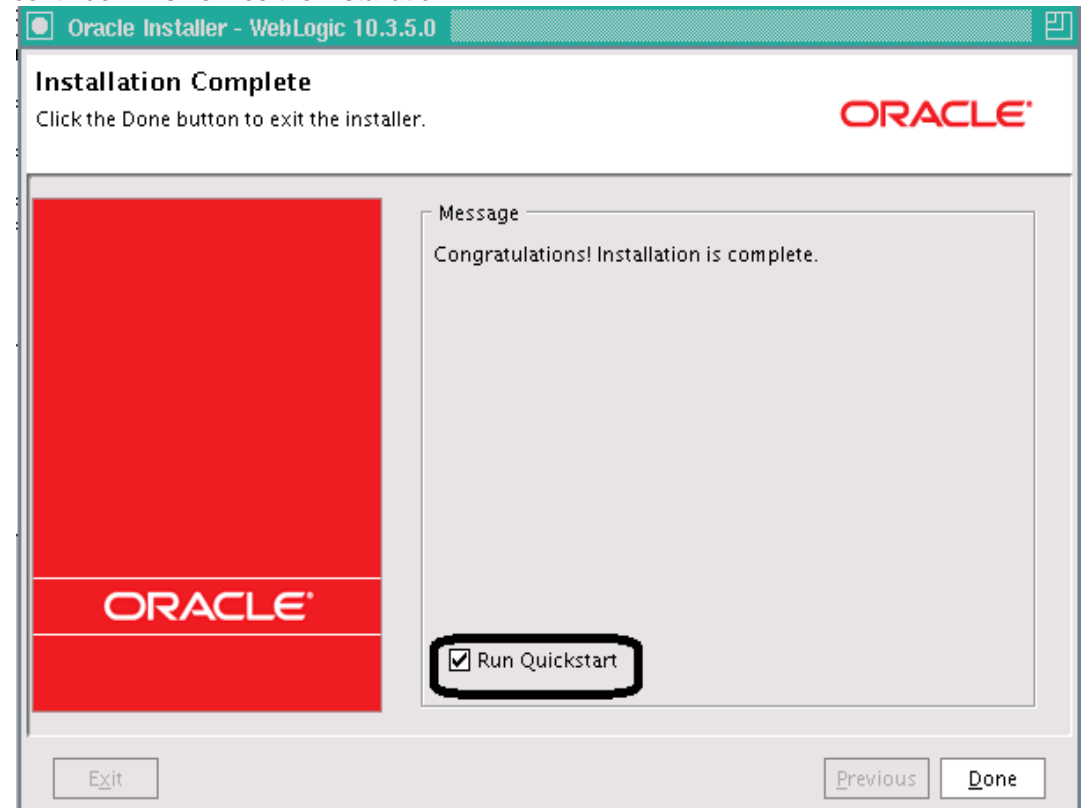 Oracle Installer - WebLogic 10.3.5.0
Installation Complete
Click the Done button to exit the installer.
ORACLE
Message
Congratulations! Installation is complete.
ORACLE
Run Quickstart
Exit
Previous
Done